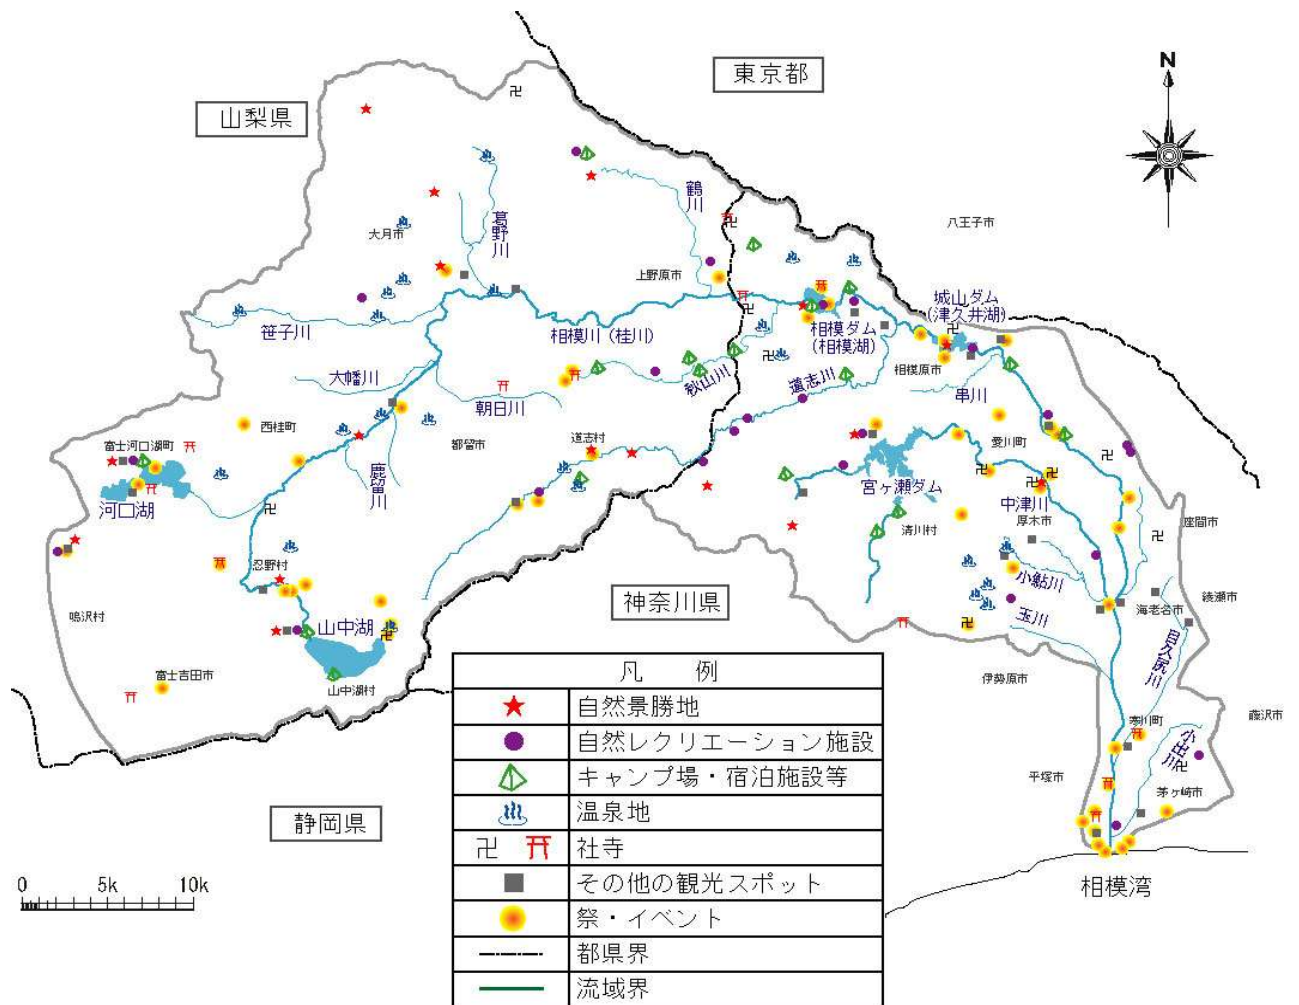 東京都
N
山梨県
鶴川
八王子市
葛野川
大月市
上野原市
城山ダム
(津久井湖)
笹子川
相模川(桂川)
相模ダム
(相模湖)
相模原市
大幡川
秋山川
道志川
串川
朝日川
西桂町
富士河口湖町
都留市
道志村
愛川町
鹿留川
宮ヶ瀬ダム
河口湖
中津川
厚木市
座間市
清川村
忍野村
小鮎川
神奈川県
綾瀬市
海老名市
玉川
鳴沢村
山中湖
目久尻川
富士吉田市
山中湖村
伊勢原市
寒川町
藤沢市
小出川
平塚市
茅ヶ崎市
静岡県
相模湾
0 5k 10k
凡 例
自然景勝地
自然レクリエーション施設
キャンプ場・宿泊施設等
温泉地
社寺
その他の観光スポット
祭・イベント
都県界
流域界